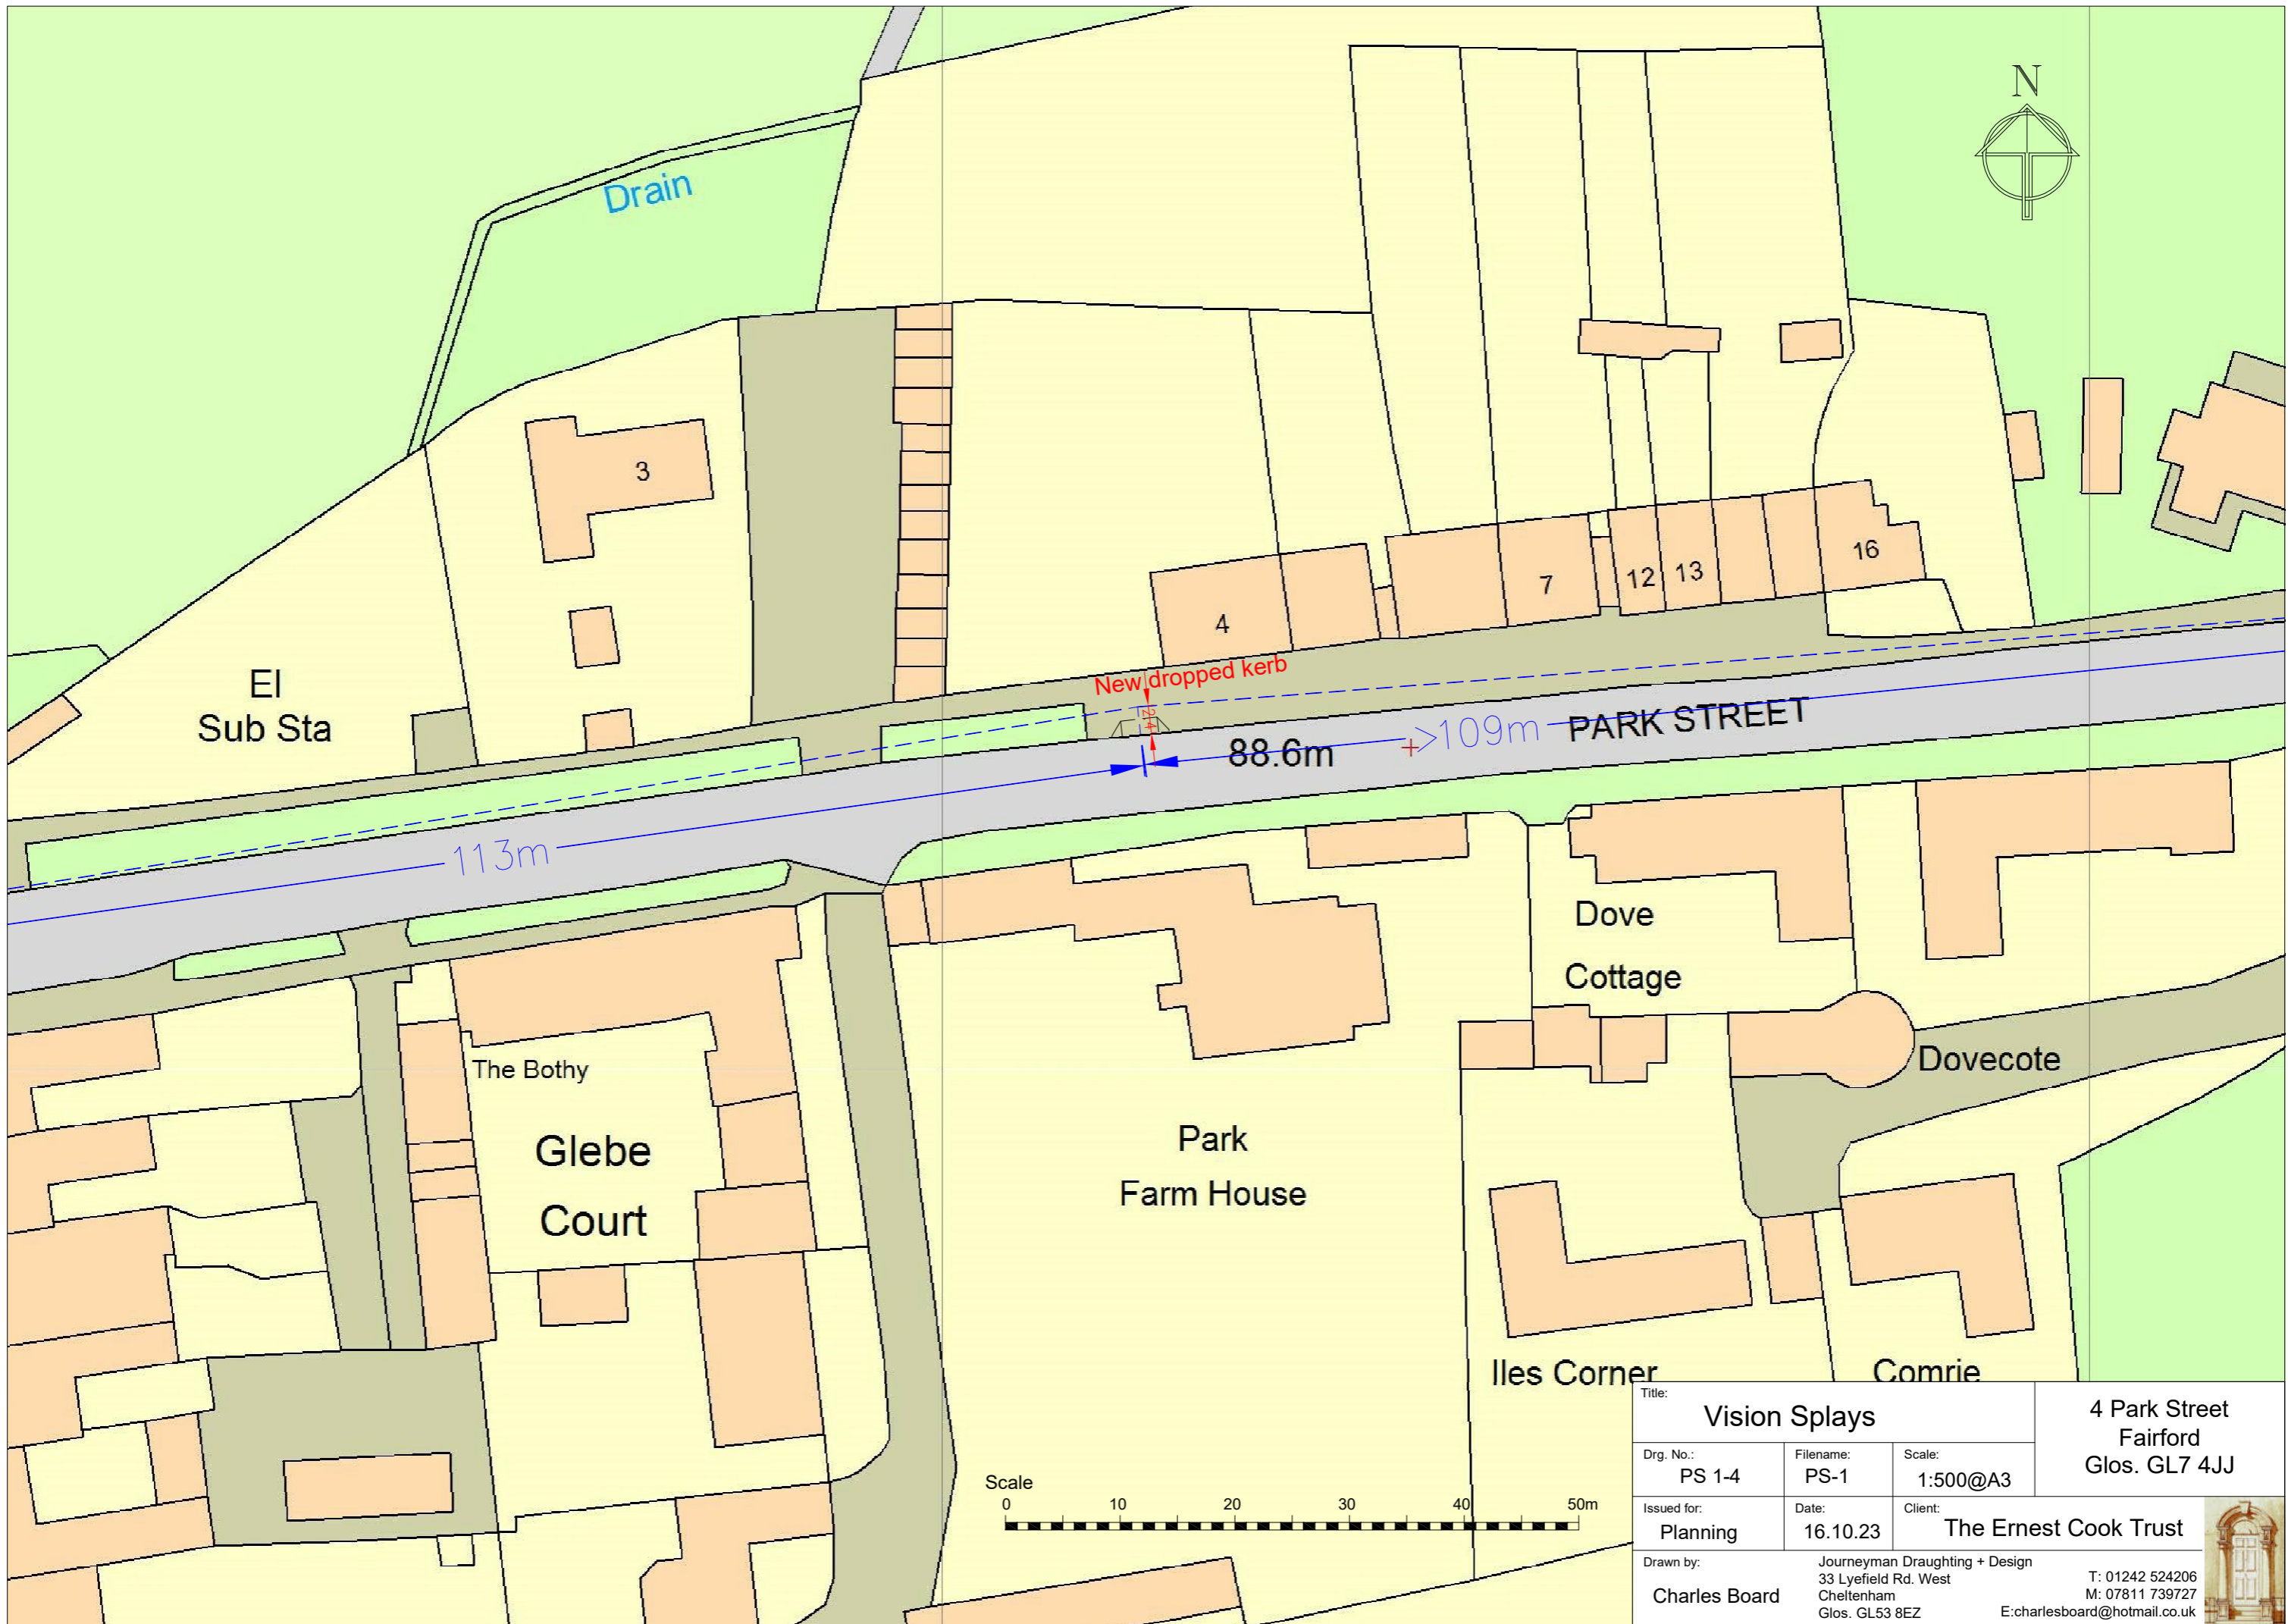 N
Drain
3
El
Sub Sta
4
7
12
13
16
New dropped kerb
2.4
88.6m
>109m
PARK STREET
113m
Dove
Cottage
The Bothy
Dovecote
Glebe
Court
Park
Farm House
Iles Corner
Comrie
Scale
0 10 20 30 40 50m
Title:
Vision Splays
4 Park Street
Fairford
Glos. GL7 4JJ
Drg. No.:
PS 1-4
Filename:
PS-1
Scale:
1:500@A3
Issued for:
Planning
Date:
16.10.23
Client:
The Ernest Cook Trust
Drawn by:
Charles Board
Journeyman Draughting + Design
33 Lyefield Rd. West
Cheltenham
Glos. GL53 8EZ
T: 01242 524206
M: 07811 739727
E:charlesboard@hotmail.co.uk